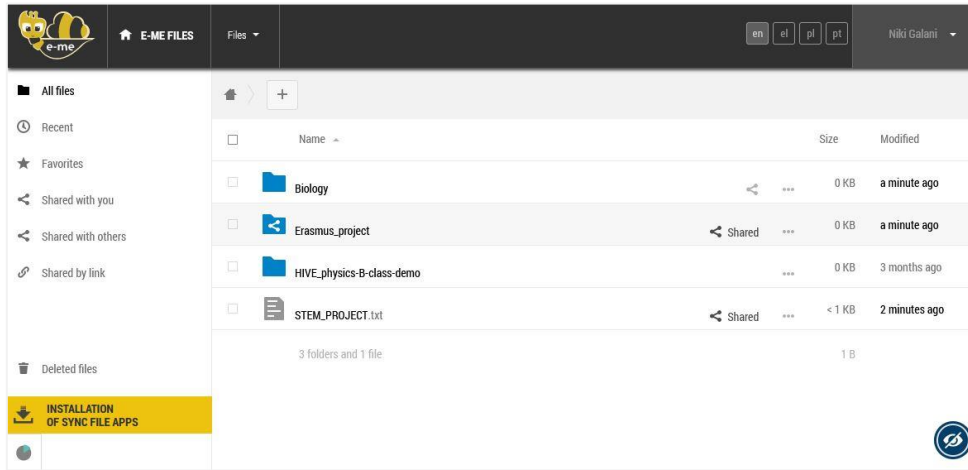 e-me
E-ME FILES
Files
en el pl pt
Niki Galani
All files
Recent
Favorites
Shared with you
Shared with others
Shared by link
Deleted files
INSTALLATION
OF SYNC FILE APPS
+
Name Size Modified
Biology 0 KB a minute ago
Erasmus_project Shared 0 KB a minute ago
HIVE_physics-B-class-demo 0 KB 3 months ago
STEM_PROJECT.txt Shared < 1 KB 2 minutes ago
3 folders and 1 file 1 B